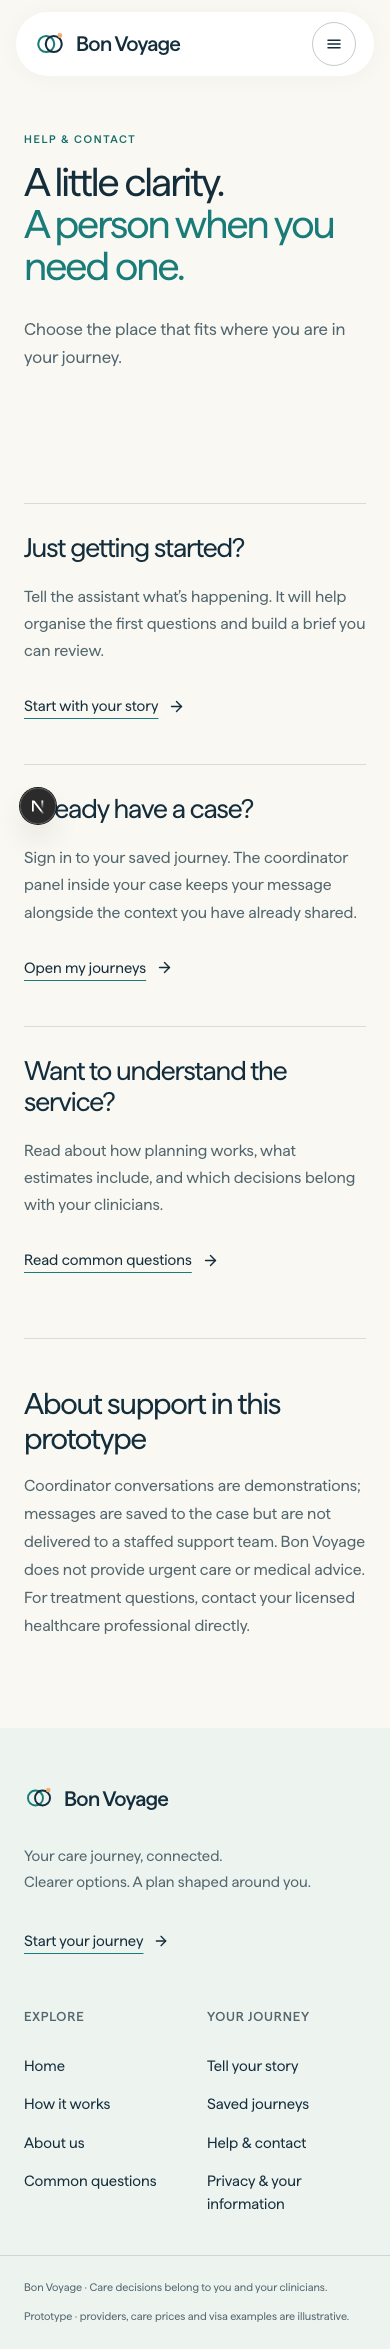 Bon Voyage
HELP & CONTACT
A little clarity.
A person when you
need one.
Choose the place that fits where you are in
your journey.
Just getting started?
Tell the assistant what's happening. It will help
organise the first questions and build a brief you
can review.
Start with your story →
N
eady have a case?
Sign in to your saved journey. The coordinator
panel inside your case keeps your message
alongside the context you have already shared.
Open my journeys →
Want to understand the
service?
Read about how planning works, what
estimates include, and which decisions belong
with your clinicians.
Read common questions →
About support in this
prototype
Coordinator conversations are demonstrations;
messages are saved to the case but are not
delivered to a staffed support team. Bon Voyage
does not provide urgent care or medical advice.
For treatment questions, contact your licensed
healthcare professional directly.
Bon Voyage
Your care journey, connected.
Clearer options. A plan shaped around you.
Start your journey →
EXPLORE
Home
How it works
About us
Common questions
YOUR JOURNEY
Tell your story
Saved journeys
Help & contact
Privacy & your
information
Bon Voyage · Care decisions belong to you and your clinicians.
Prototype · providers, care prices and visa examples are illustrative.